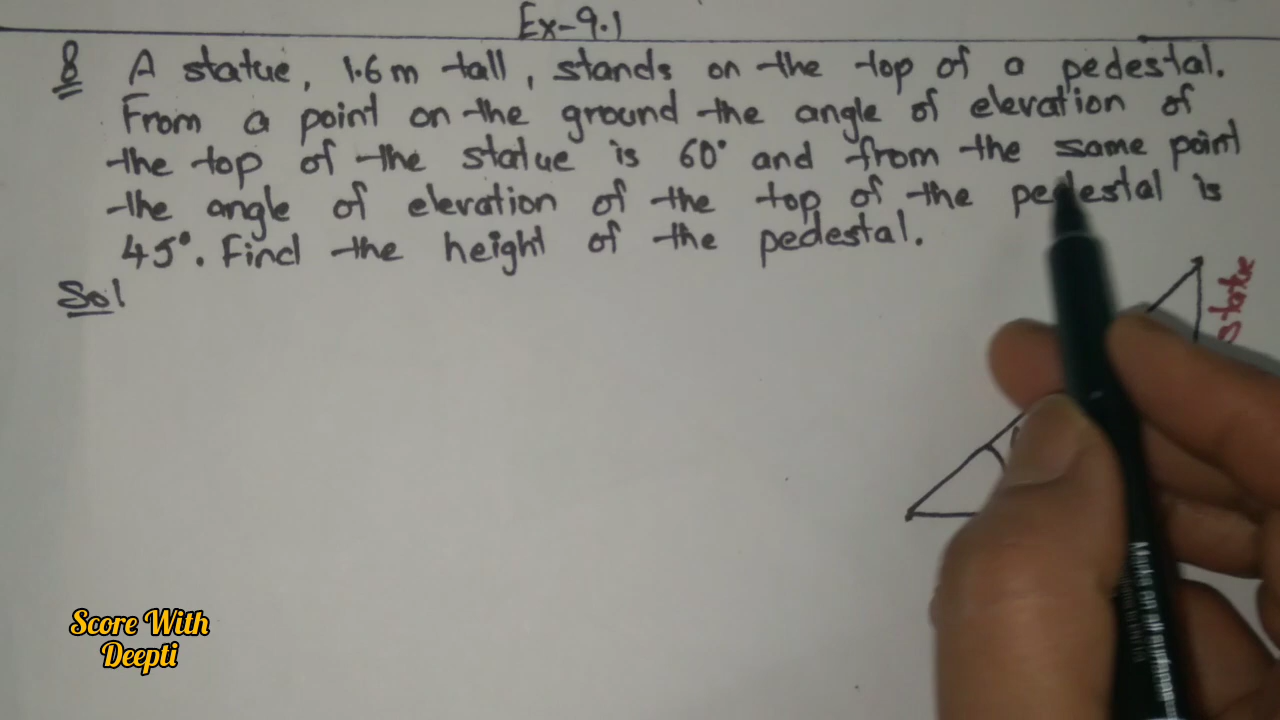 Ex-9.1
8 A statue, 1.6m tall, stands on the top of a pedestal.
From a point on the ground the angle of elevation of
the top of the statue is 60° and from the same point
the angle of elevation of the top of the pedestal is
45°. Find the height of the pedestal.
Sol
statue
Score With
Deepti